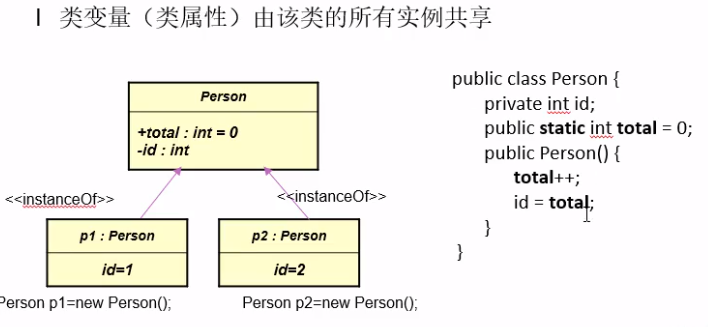 l 类变量（类属性）由该类的所有实例共享
Person
+total : int = 0
-id : int
<<instanceOf>>
<<instanceOf>>
p1 : Person
id=1
p2 : Person
id=2
Person p1=new Person();
Person p2=new Person();
public class Person {
private int id;
public static int total = 0;
public Person() {
total++;
id = total;
}
}